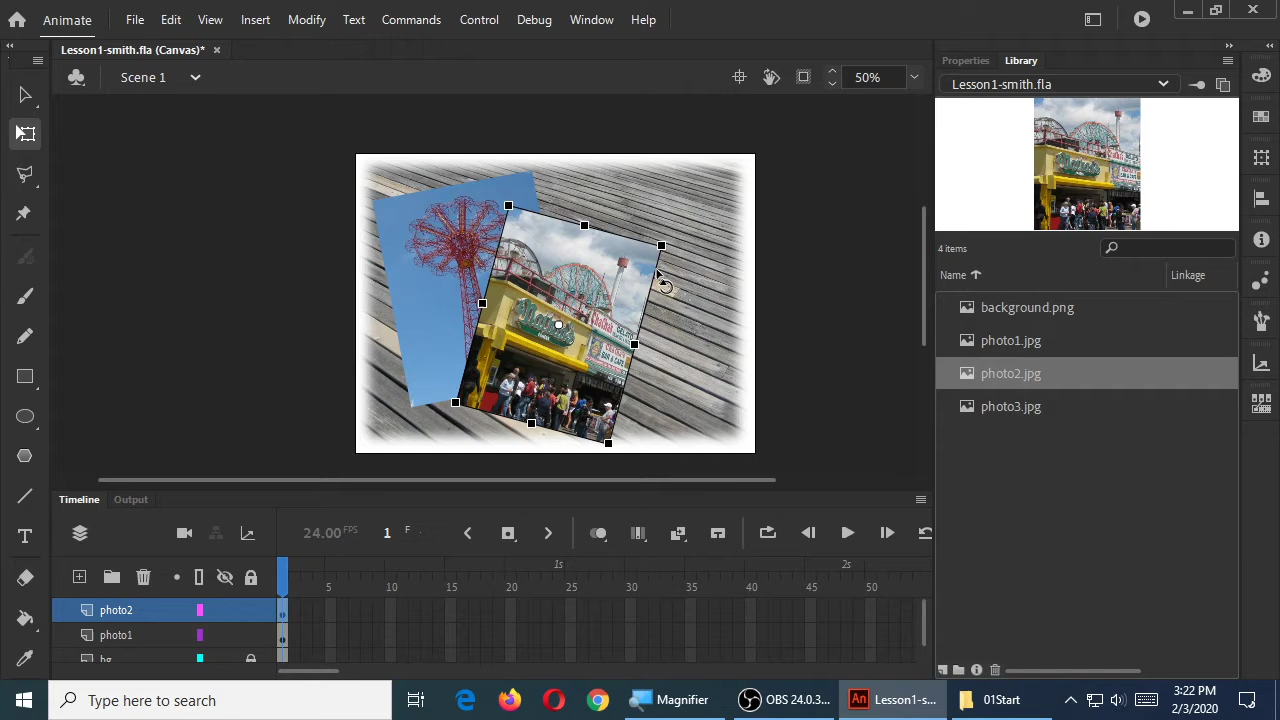 Animate File Edit View Insert Modify Text Commands Control Debug Window Help
Lesson1-smith.fla (Canvas)* ×
Scene 1 50%
Properties Library
Lesson1-smith.fla
4 items
Name Linkage
background.png
photo1.jpg
photo2.jpg
photo3.jpg
Timeline Output
24.00 FPS 1 F
1s 2s
5 10 15 20 25 30 35 40 45 50
photo2
photo1
bg
Type here to search
Magnifier
OBS 24.0.3...
An Lesson1-s...
01Start
3:22 PM
2/3/2020